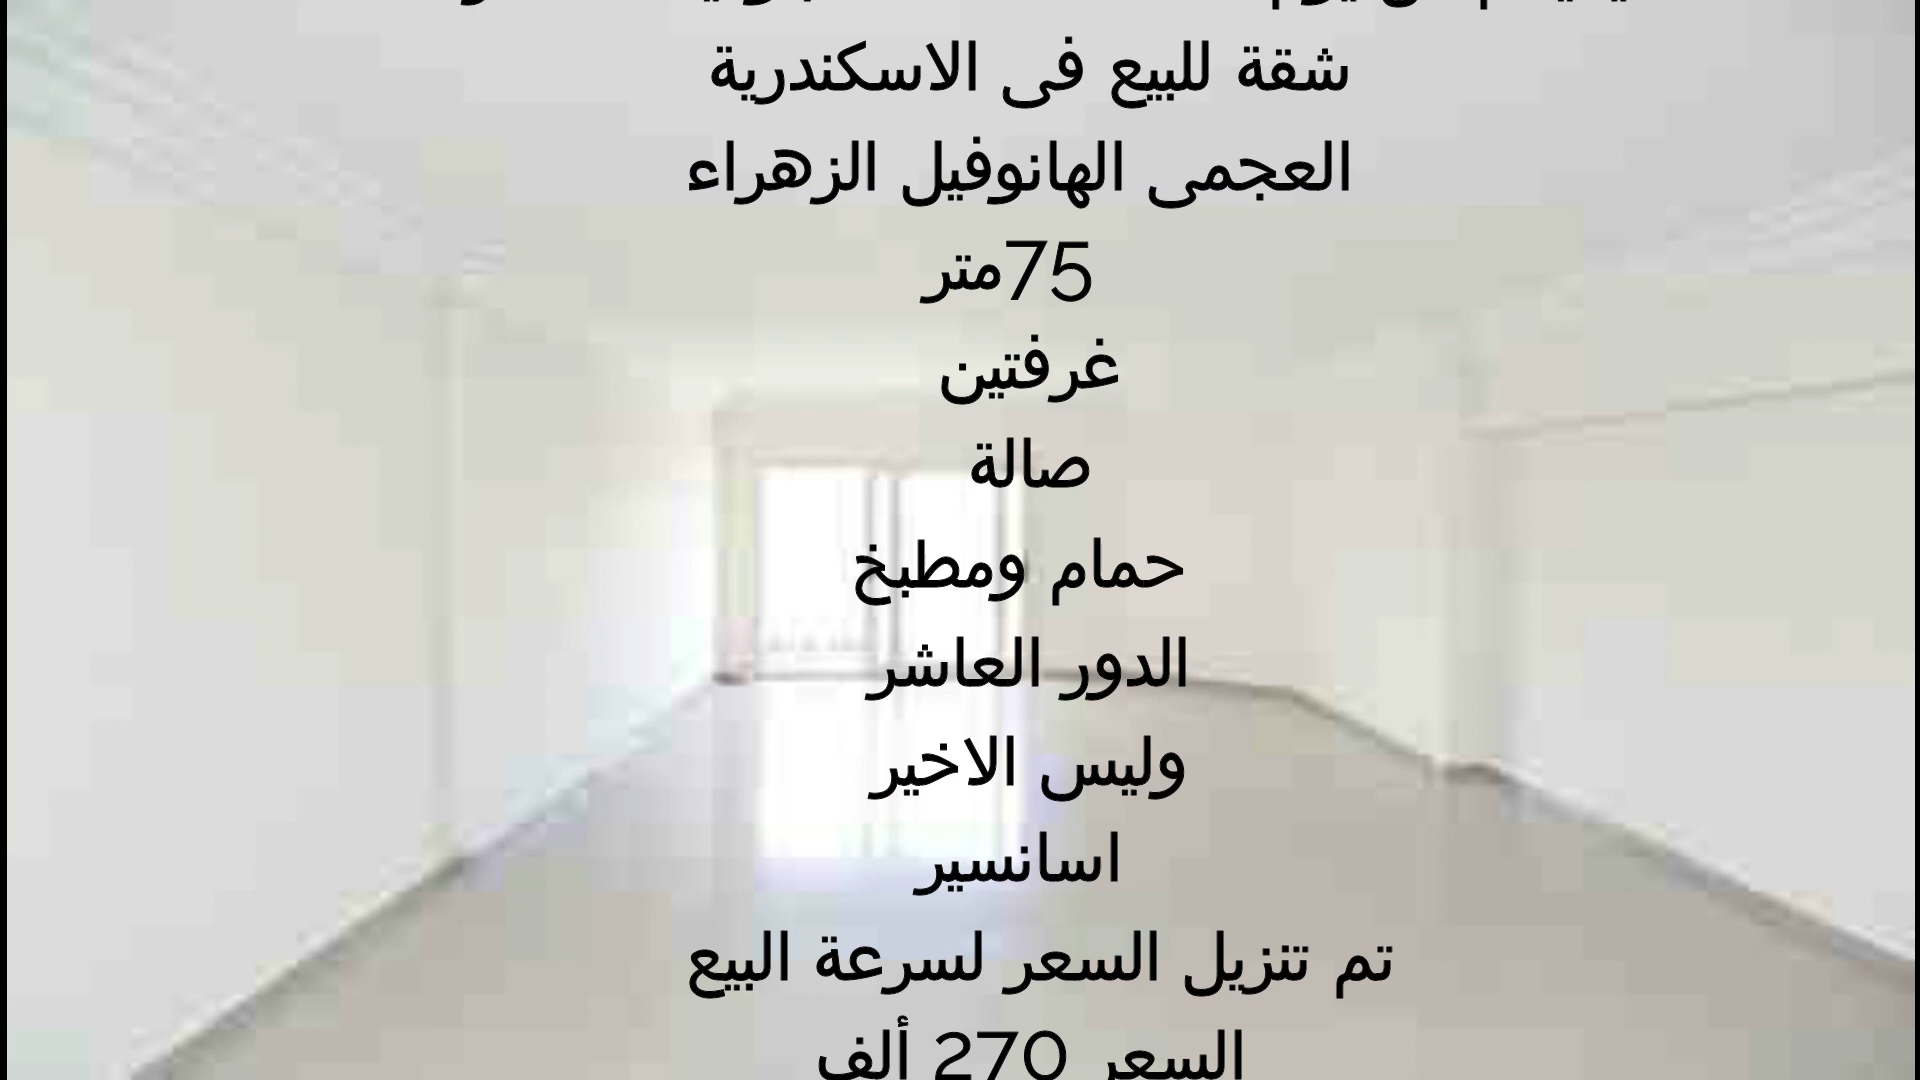 شقة للبيع فى الاسكندرية
العجمى الهانوفيل الزهراء
75متر
غرفتين
صالة
حمام ومطبخ
الدور العاشر
وليس الاخير
اسانسير
تم تنزيل السعر لسرعة البيع
السعر 270 ألف